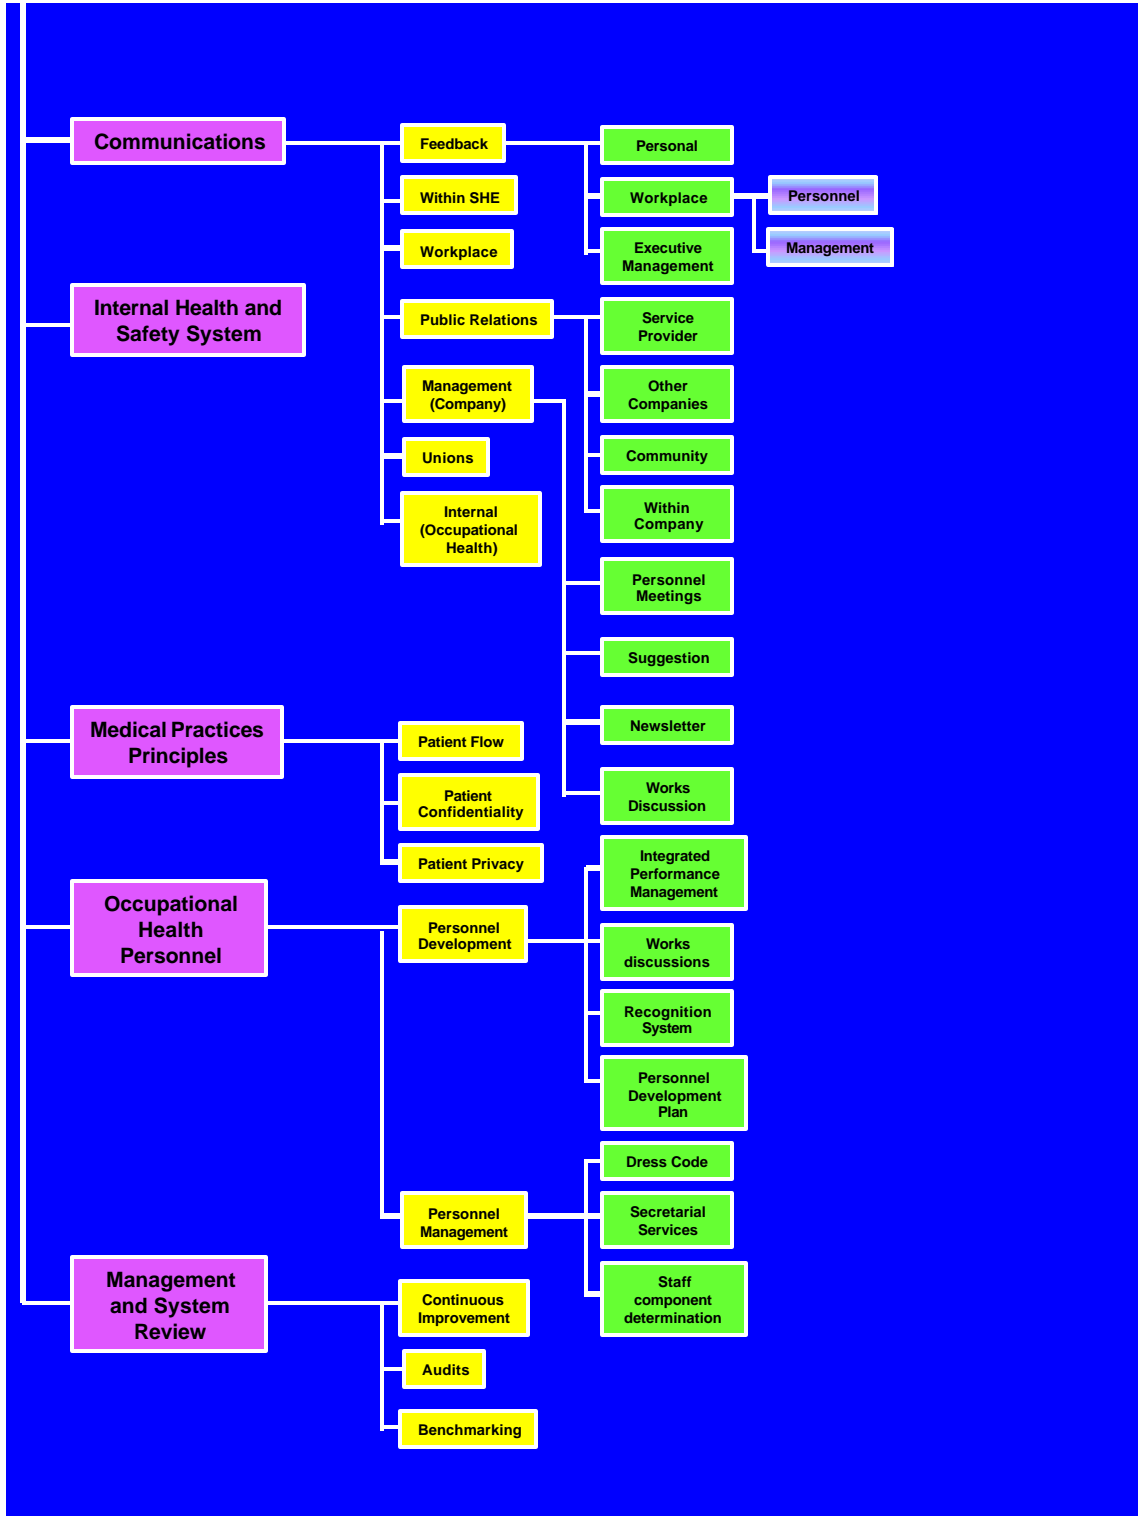 Communications
Feedback
Personal
Within SHE
Workplace
Personnel
Workplace
Executive
Management
Management
Internal Health and
Safety System
Public Relations
Service
Provider
Management
(Company)
Other
Companies
Unions
Community
Internal
(Occupational
Health)
Within
Company
Personnel
Meetings
Suggestion
Medical Practices
Principles
Patient Flow
Newsletter
Patient
Confidentiality
Works
Discussion
Patient Privacy
Integrated
Performance
Management
Occupational
Health
Personnel
Personnel
Development
Works
discussions
Recognition
System
Personnel
Development
Plan
Dress Code
Personnel
Management
Secretarial
Services
Management
and System
Review
Continuous
Improvement
Staff
component
determination
Audits
Benchmarking